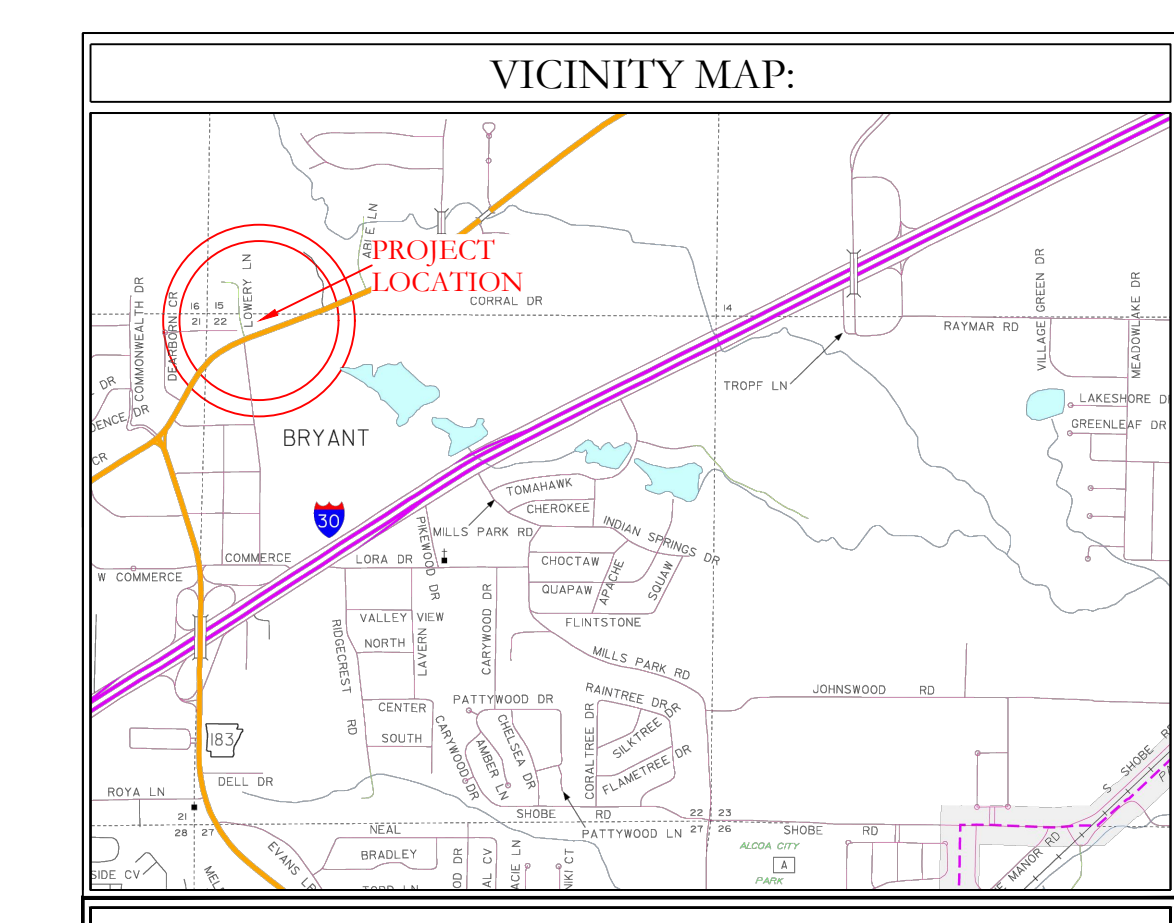 VICINITY MAP:
PROJECT
LOCATION
LOWERY LN
COMMONWEALTH DR
DEARBORN CR
16 15
21 22
CORRAL DR
14
RAYMAR RD
VILLAGE GREEN DR
MEADOWLAKE DR
TROPF LN
LAKESHORE
GREENLEAF DR
DR
DENCE DR
CR
BRYANT
30
TOMAHAWK
CHEROKEE
MILLS PARK RD
PIKEWOOD DR
INDIAN SPRINGS DR
COMMERCE
LORA DR
W COMMERCE
CHOCTAW
APACHE
SQUAW
QUAPAW
CARYWOOD DR
VALLEY VIEW
FLINTSTONE
RIDGECREST RD
NORTH
LAVERN
MILLS PARK RD
JOHNSWOOD RD
PATTYWOOD DR
RAINTREE DR
CENTER
SOUTH
CARYWOOD DR
AMBER LN
CHELSEA DR
CORALTREE DR
SILKTREE DR
FLAMETREE DR
183
DELL DR
ROYA LN
S SHOBE
SHOBE RD
22 23
27 26
21
28 27
NEAL
PATTYWOOD LN
SHOBE RD
BRADLEY
EVANS
ALCOA CITY
A
PARK
MANOR RD
SIDE CV
OD DR
AL CV
ACIE LN
NIKI CT